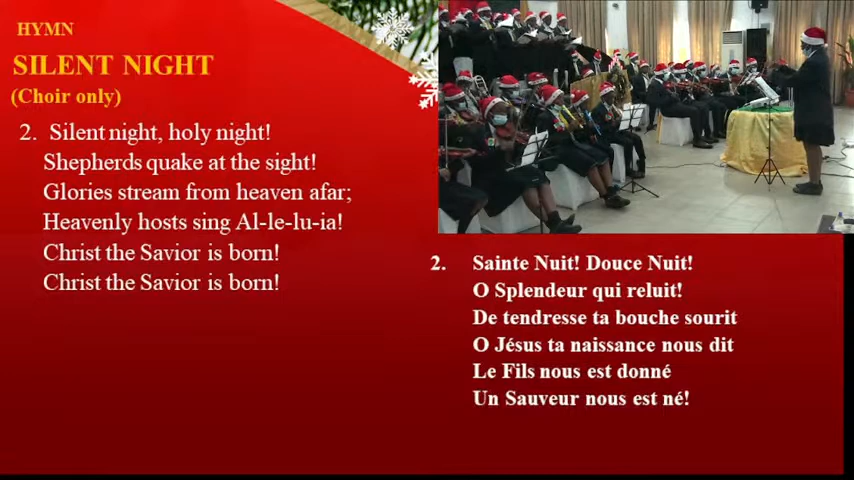 HYMN
SILENT NIGHT
(Choir only)
2. Silent night, holy night!
Shepherds quake at the sight!
Glories stream from heaven afar;
Heavenly hosts sing Al-le-lu-ia!
Christ the Savior is born!
Christ the Savior is born!
2. Sainte Nuit! Douce Nuit!
O Splendeur qui reluit!
De tendresse ta bouche sourit
O Jésus ta naissance nous dit
Le Fils nous est donné
Un Sauveur nous est né!